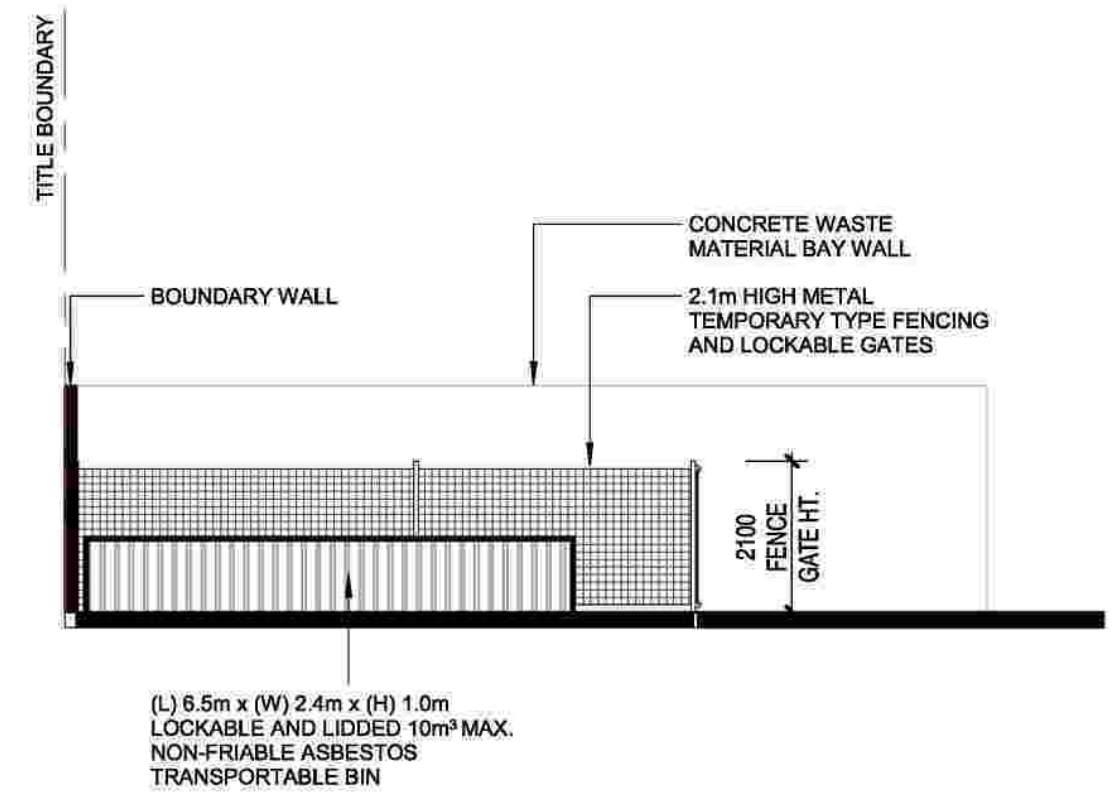 TITLE BOUNDARY
CONCRETE WASTE
MATERIAL BAY WALL
BOUNDARY WALL
2.1m HIGH METAL
TEMPORARY TYPE FENCING
AND LOCKABLE GATES
2100
FENCE
GATE HT.
(L) 6.5m x (W) 2.4m x (H) 1.0m
LOCKABLE AND LIDDED 10m³ MAX.
NON-FRIABLE ASBESTOS
TRANSPORTABLE BIN